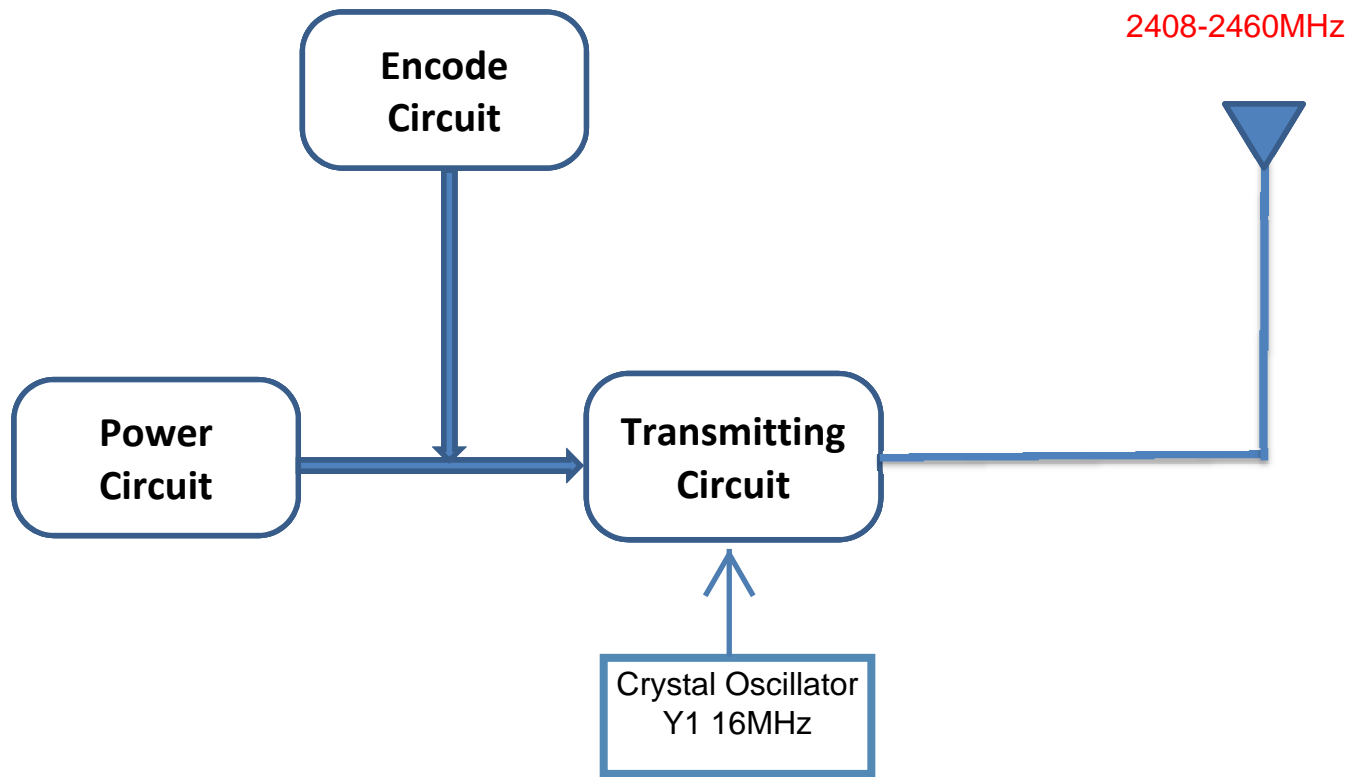 2408-2460MHz
Encode
Circuit
Power
Circuit
Transmitting
Circuit
Crystal Oscillator
Y1 16MHz